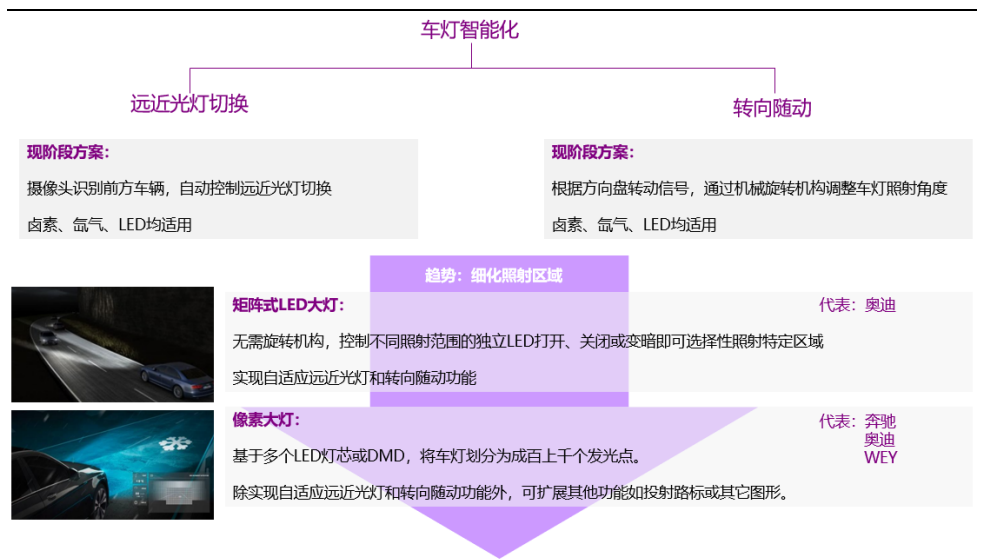 车灯智能化
远近光灯切换
转向随动
现阶段方案：
摄像头识别前方车辆，自动控制远近光灯切换
卤素、氙气、LED均适用
现阶段方案：
根据方向盘转动信号，通过机械旋转机构调整车灯照射角度
卤素、氙气、LED均适用
趋势：细化照射区域
矩阵式LED大灯：
代表：奥迪
无需旋转机构，控制不同照射范围的独立LED打开、关闭或变暗即可选择性照射特定区域
实现自适应远近光灯和转向随动功能
像素大灯：
代表：奔驰
奥迪
WEY
基于多个LED灯芯或DMD，将车灯划分为成百上千个发光点。
除实现自适应远近光灯和转向随动功能外，可扩展其他功能如投射路标或其它图形。